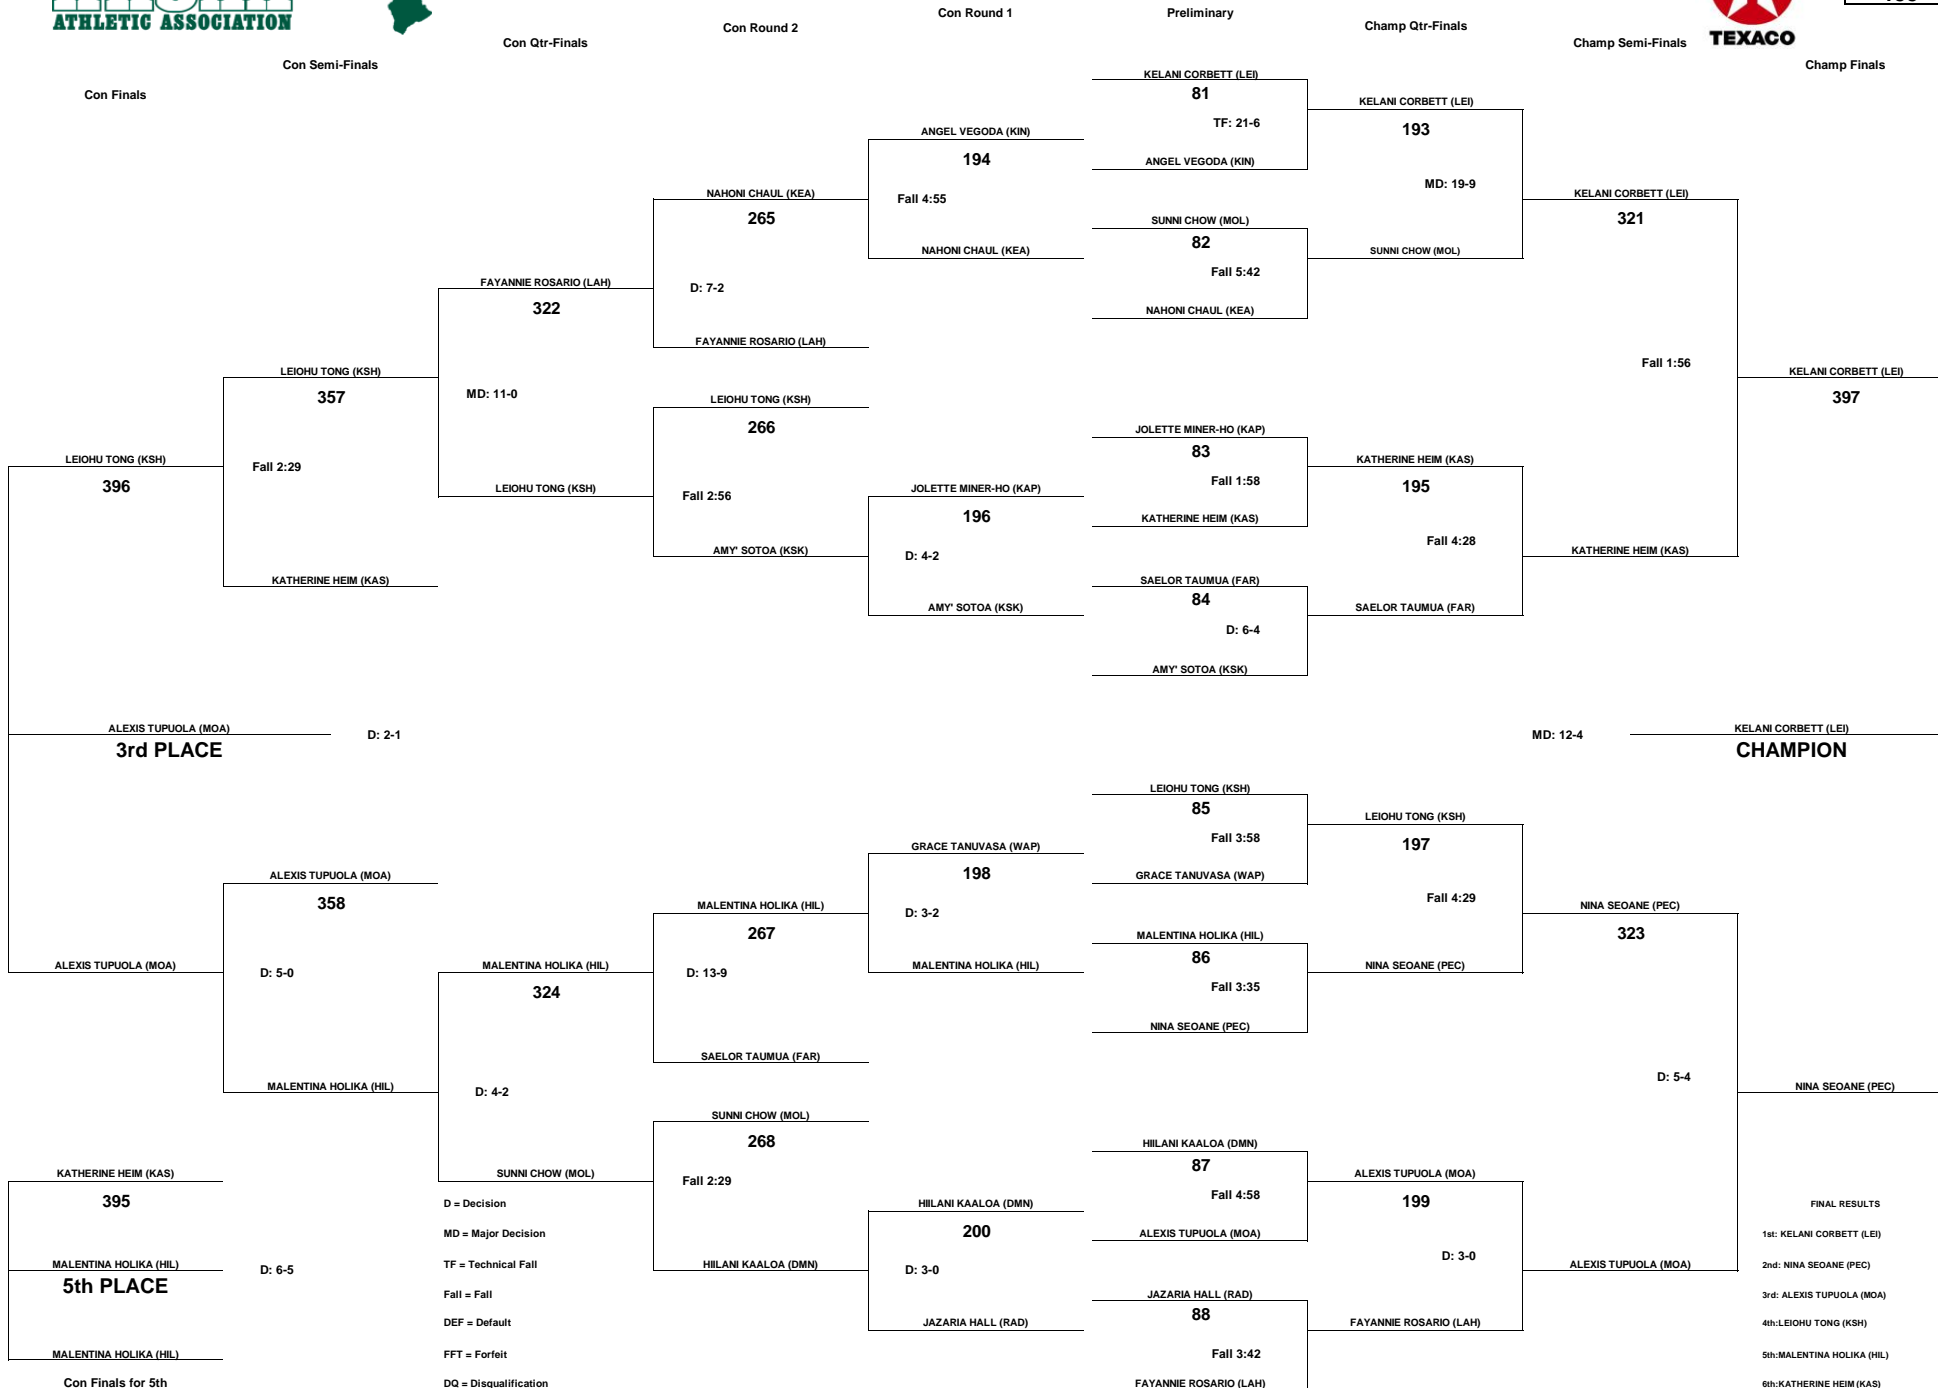 ATHLETIC ASSOCIATION
TEXACO
Con Finals
Con Semi-Finals
Con Qtr-Finals
Con Round 2
Con Round 1
Preliminary
Champ Qtr-Finals
Champ Semi-Finals
Champ Finals
KELANI CORBETT (LEI)
81
TF: 21-6
ANGEL VEGODA (KIN)
SUNNI CHOW (MOL)
82
Fall 5:42
NAHONI CHAUL (KEA)
JOLETTE MINER-HO (KAP)
83
Fall 1:58
KATHERINE HEIM (KAS)
SAELOR TAUMUA (FAR)
84
D: 6-4
AMY' SOTOA (KSK)
LEIOHU TONG (KSH)
85
Fall 3:58
GRACE TANUVASA (WAP)
MALENTINA HOLIKA (HIL)
86
Fall 3:35
NINA SEOANE (PEC)
HIILANI KAALOA (DMN)
87
Fall 4:58
ALEXIS TUPUOLA (MOA)
JAZARIA HALL (RAD)
88
Fall 3:42
FAYANNIE ROSARIO (LAH)
KELANI CORBETT (LEI)
193
MD: 19-9
SUNNI CHOW (MOL)
KATHERINE HEIM (KAS)
195
Fall 4:28
SAELOR TAUMUA (FAR)
LEIOHU TONG (KSH)
197
Fall 4:29
NINA SEOANE (PEC)
ALEXIS TUPUOLA (MOA)
199
D: 3-0
FAYANNIE ROSARIO (LAH)
KELANI CORBETT (LEI)
321
Fall 1:56
KATHERINE HEIM (KAS)
NINA SEOANE (PEC)
323
D: 5-4
ALEXIS TUPUOLA (MOA)
KELANI CORBETT (LEI)
397
MD: 12-4
KELANI CORBETT (LEI)
CHAMPION
NINA SEOANE (PEC)
ANGEL VEGODA (KIN)
194
Fall 4:55
NAHONI CHAUL (KEA)
JOLETTE MINER-HO (KAP)
196
D: 4-2
AMY' SOTOA (KSK)
GRACE TANUVASA (WAP)
198
D: 3-2
MALENTINA HOLIKA (HIL)
HIILANI KAALOA (DMN)
200
D: 3-0
JAZARIA HALL (RAD)
NAHONI CHAUL (KEA)
265
D: 7-2
FAYANNIE ROSARIO (LAH)
LEIOHU TONG (KSH)
266
Fall 2:56
AMY' SOTOA (KSK)
MALENTINA HOLIKA (HIL)
267
D: 13-9
SAELOR TAUMUA (FAR)
SUNNI CHOW (MOL)
268
Fall 2:29
HIILANI KAALOA (DMN)
FAYANNIE ROSARIO (LAH)
322
MD: 11-0
LEIOHU TONG (KSH)
MALENTINA HOLIKA (HIL)
324
D: 4-2
SUNNI CHOW (MOL)
LEIOHU TONG (KSH)
357
Fall 2:29
KATHERINE HEIM (KAS)
ALEXIS TUPUOLA (MOA)
358
D: 5-0
MALENTINA HOLIKA (HIL)
LEIOHU TONG (KSH)
396
ALEXIS TUPUOLA (MOA)
D: 2-1
3rd PLACE
ALEXIS TUPUOLA (MOA)
KATHERINE HEIM (KAS)
395
MALENTINA HOLIKA (HIL)
D: 6-5
5th PLACE
MALENTINA HOLIKA (HIL)
Con Finals for 5th
D = Decision
MD = Major Decision
TF = Technical Fall
Fall = Fall
DEF = Default
FFT = Forfeit
DQ = Disqualification
FINAL RESULTS
1st: KELANI CORBETT (LEI)
2nd: NINA SEOANE (PEC)
3rd: ALEXIS TUPUOLA (MOA)
4th:LEIOHU TONG (KSH)
5th:MALENTINA HOLIKA (HIL)
6th:KATHERINE HEIM (KAS)